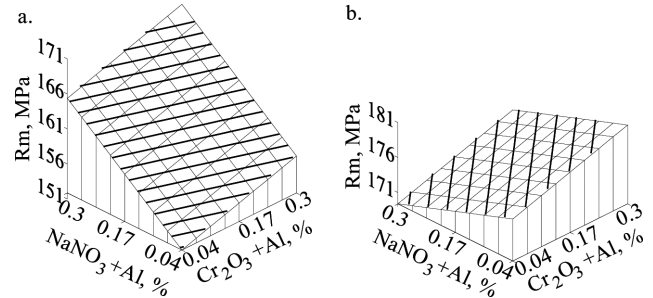 a.
171
166
161
156
151
Rm, MPa
0.3
0.17
0.04
NaNO3+Al, %
0.04
0.17
0.3
Cr2O3+Al, %
b.
181
176
171
Rm, MPa
0.3
0.17
0.04
NaNO3+Al, %
0.04
0.17
0.3
Cr2O3+Al, %